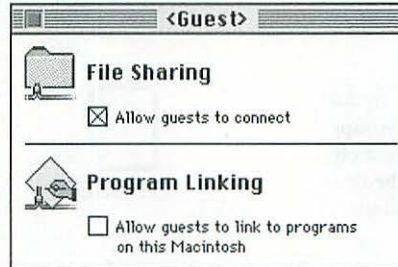 <Guest>
File Sharing
Allow guests to connect
Program Linking
Allow guests to link to programs
on this Macintosh